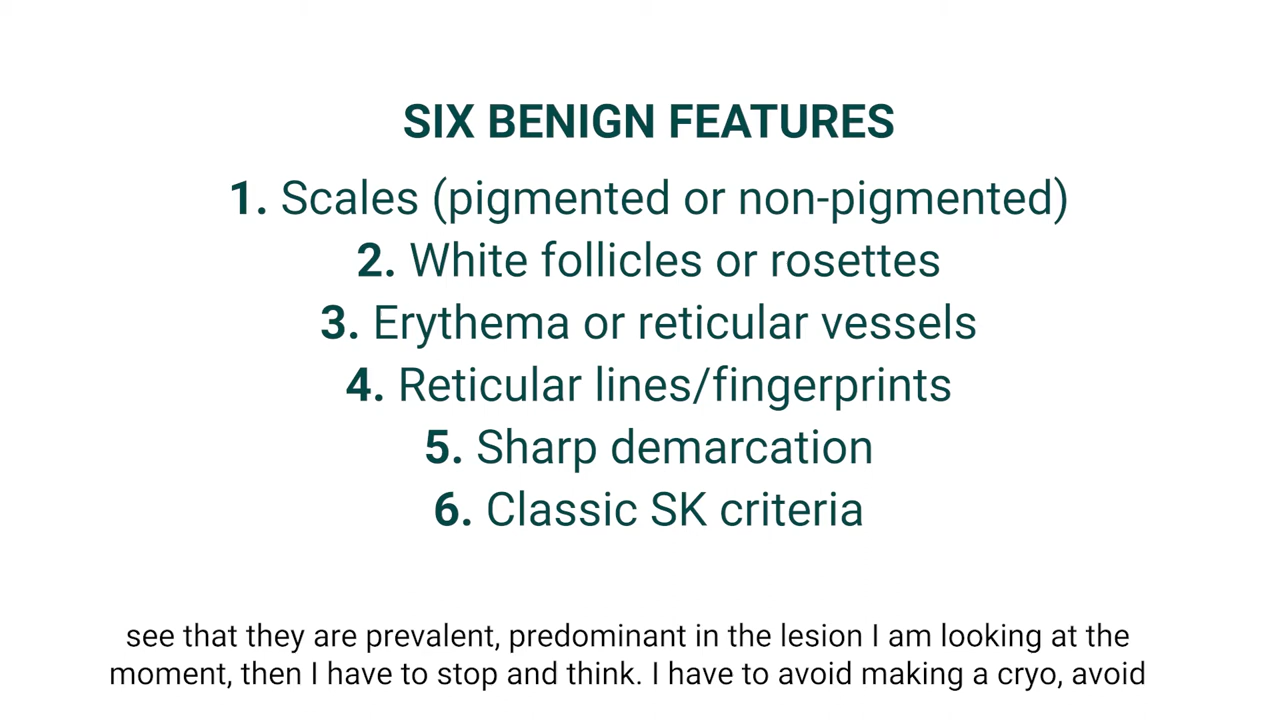 SIX BENIGN FEATURES
1. Scales (pigmented or non-pigmented)
2. White follicles or rosettes
3. Erythema or reticular vessels
4. Reticular lines/fingerprints
5. Sharp demarcation
6. Classic SK criteria
see that they are prevalent, predominant in the lesion I am looking at the
moment, then I have to stop and think. I have to avoid making a cryo, avoid